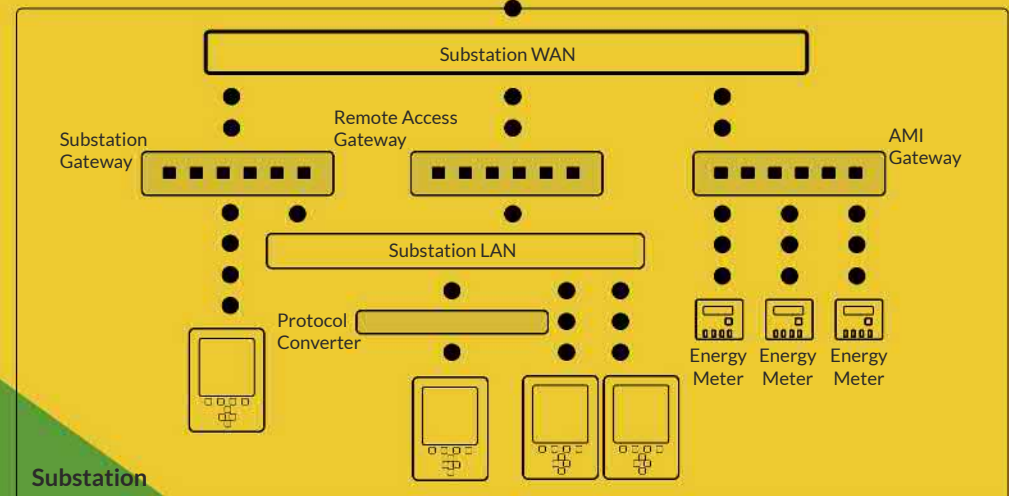 Substation WAN
Substation
Gateway
Remote Access
Gateway
AMI
Gateway
Substation LAN
Protocol
Converter
Energy
Meter
Energy
Meter
Energy
Meter
Substation